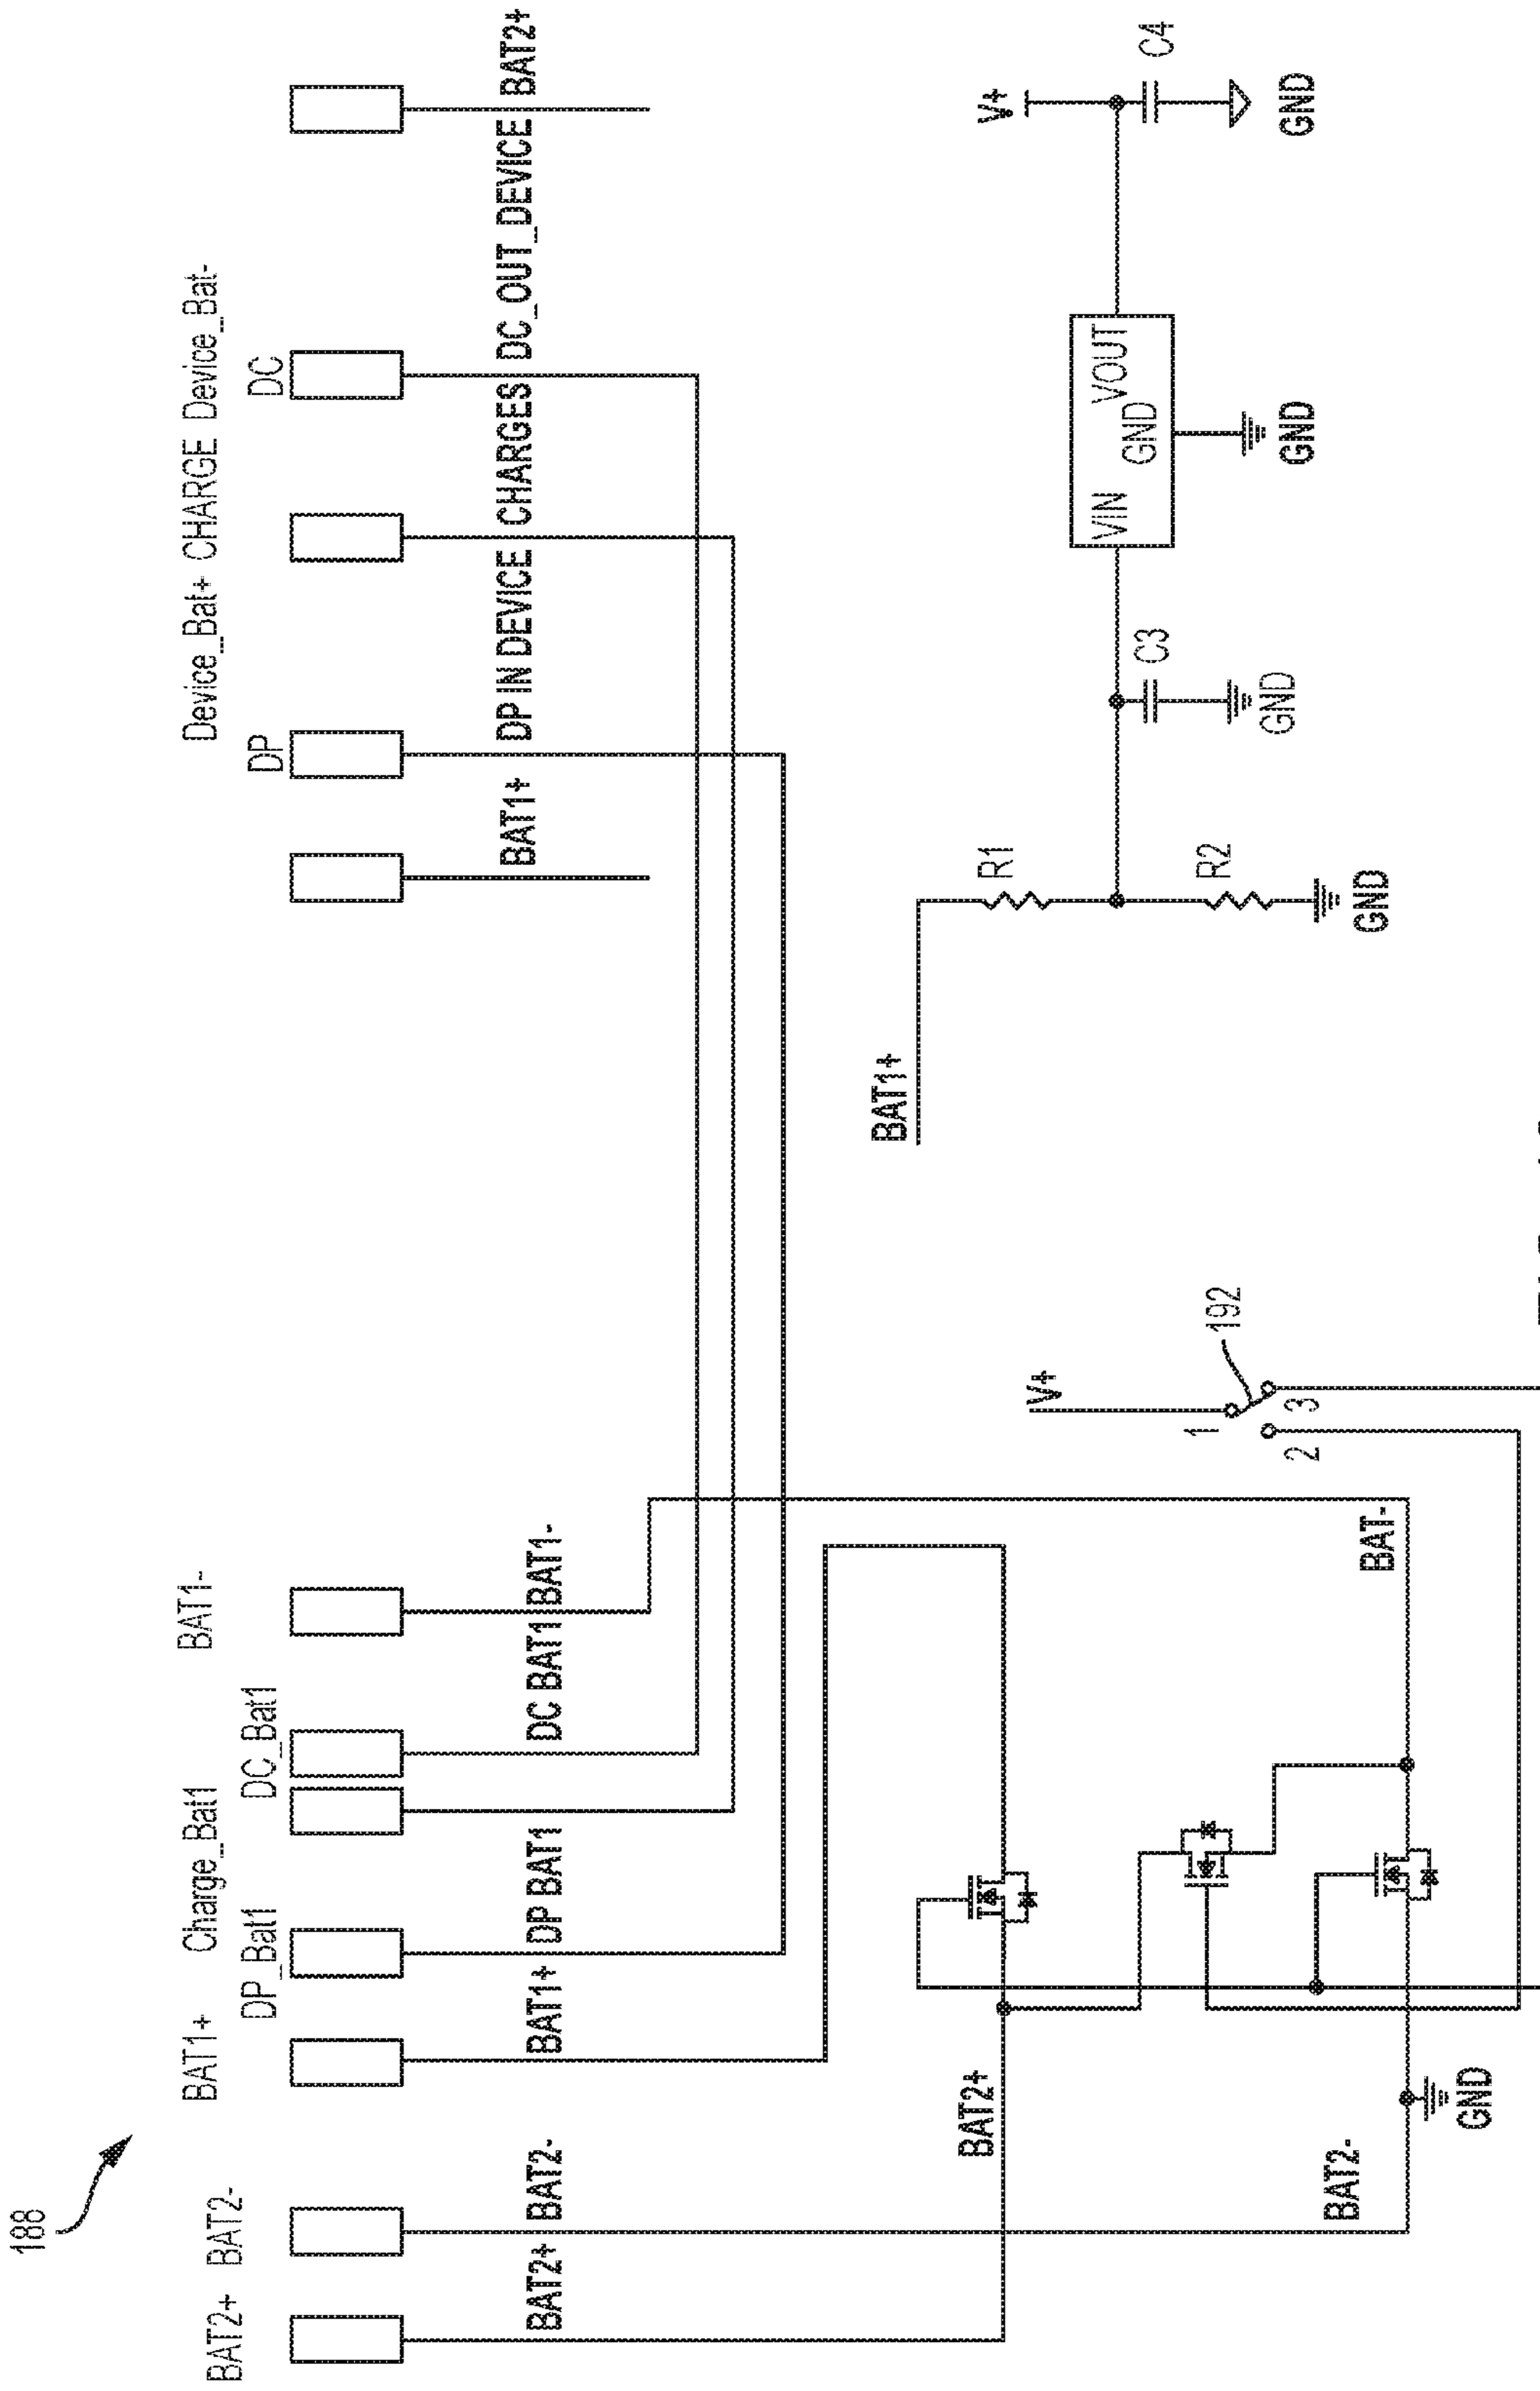 188
BAT2+ BAT2-
BAT1+ Charge_Bat1
BAT1-
DP_Bat1
DC_Bat1
Device_Bat+ CHARGE Device_Bat-
DP
DC
BAT2+ BAT2-
BAT1+ DP BAT1
DC BAT1 BAT1-
BAT1+
DP IN DEVICE CHARGES DC_OUT_DEVICE BAT2+
BAT2+
BAT2-
GND
BAT-
V+
1
2
3
192
BAT1+
R1
R2
GND
C3
GND
VIN
GND
VOUT
GND
V+
C4
GND